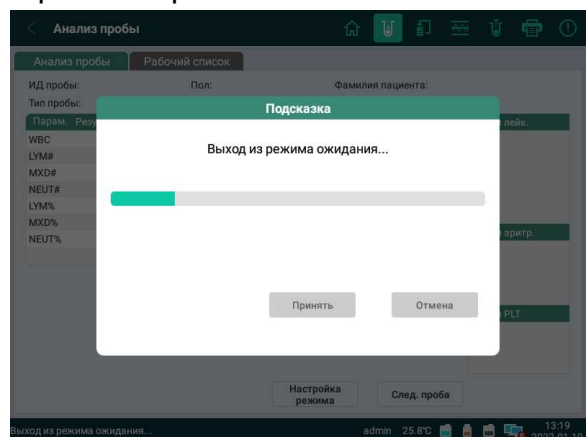 Анализ пробы
Анализ пробы Рабочий список
ИД пробы: Пол: Фамилия пациента:
Тип пробы:
Подсказка
Парам. Резу лейк.
WBC
Выход из режима ожидания...
LYM#
MXD#
NEUT#
LYM%
MXD%
NEUT%
эритр.
Принять Отмена
PLT
Настройка
режима
След. проба
Выход из режима ожидания... admin 25.8°C 13:19